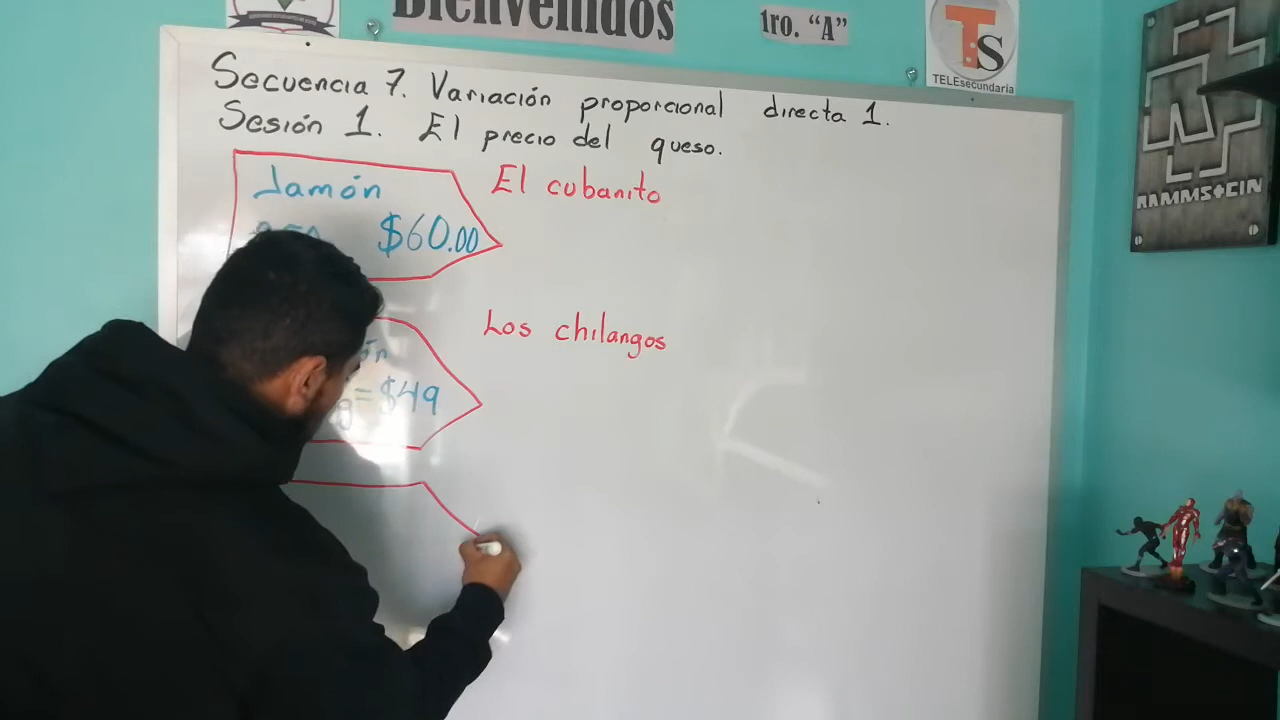 Bienvenidos
1ro. “A”
TS
TELEsecundaria
RAMMSTEIN
Secuencia 7. Variación proporcional directa 1.
Sesión 1. El precio del queso.
Jamón
$60.00
El cubanito
Los chilangos
= $49